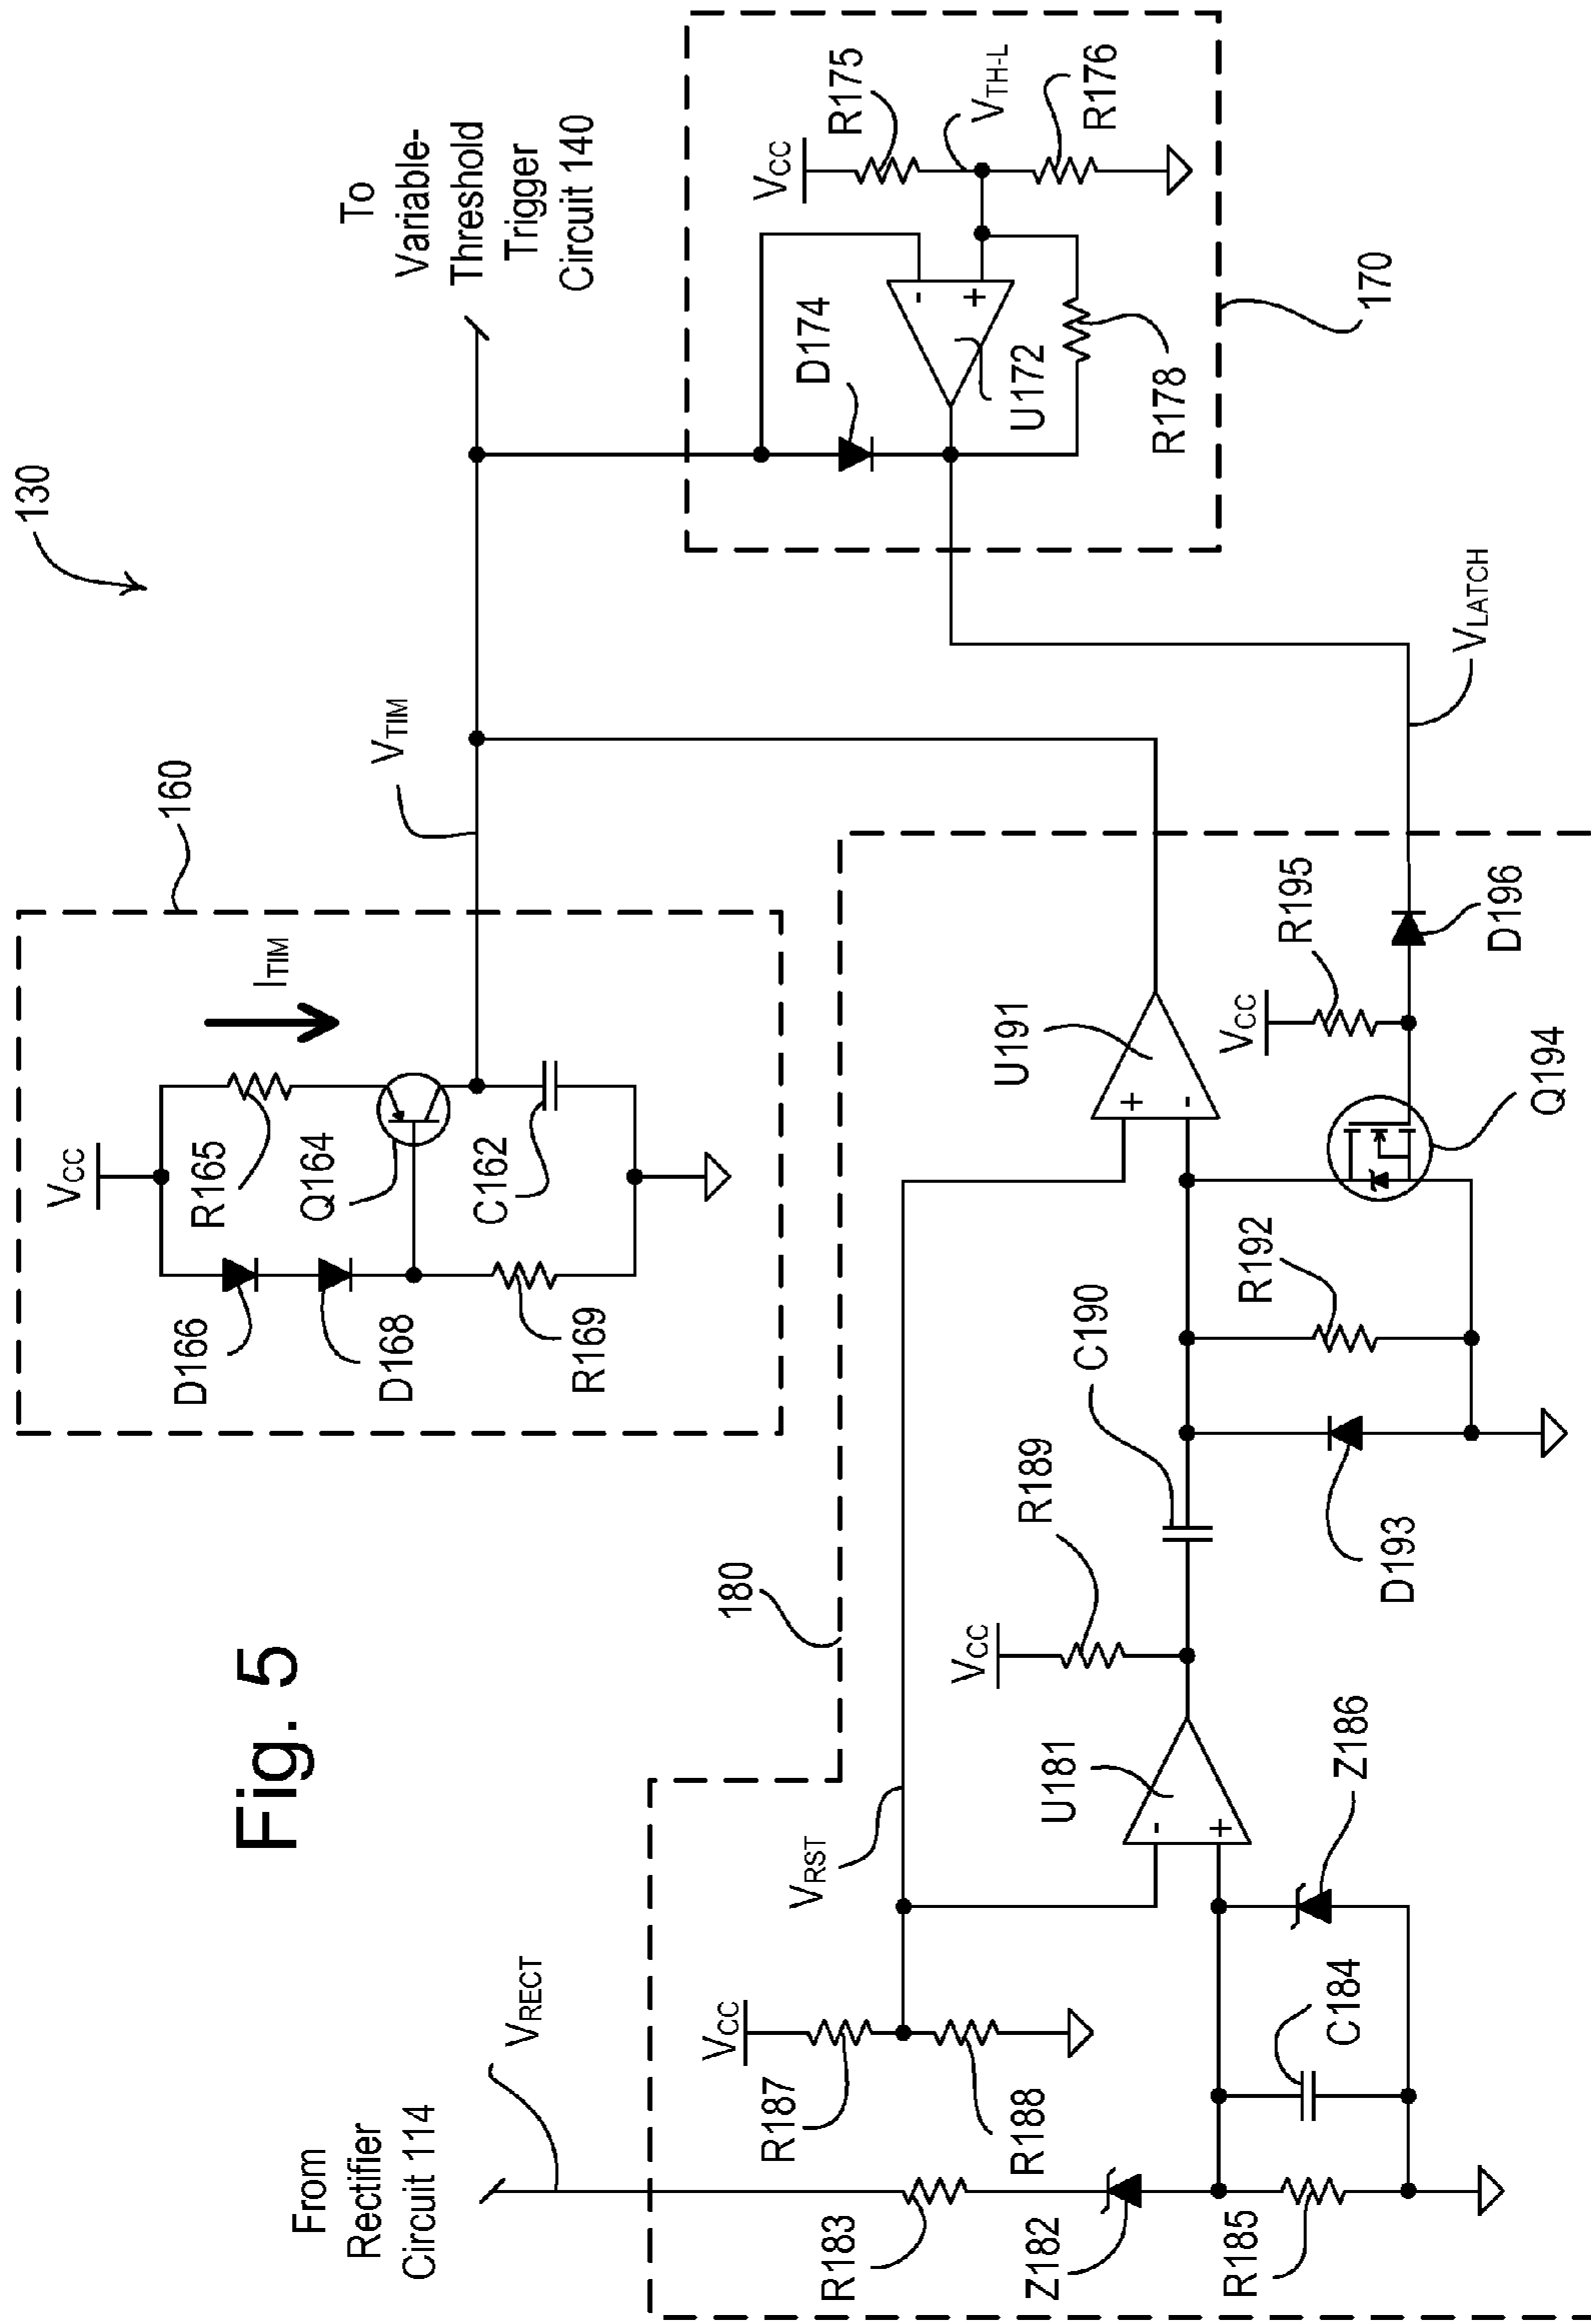 Fig. 5
130
160
VCC
ITIM
R165
D166
Q164
D168
C162
R169
VTIM
To
Variable-
Threshold
Trigger
Circuit 140
VCC
R175
D174
-
+
VTH-L
U172
R176
R178
170
From
Rectifier
Circuit 114
VRECT
180
VRST
VCC
R187
R188
R183
Z182
R185
C184
Z186
U181
-
+
VCC
R189
C190
D193
R192
U191
+
-
VCC
R195
Q194
D196
VLATCH